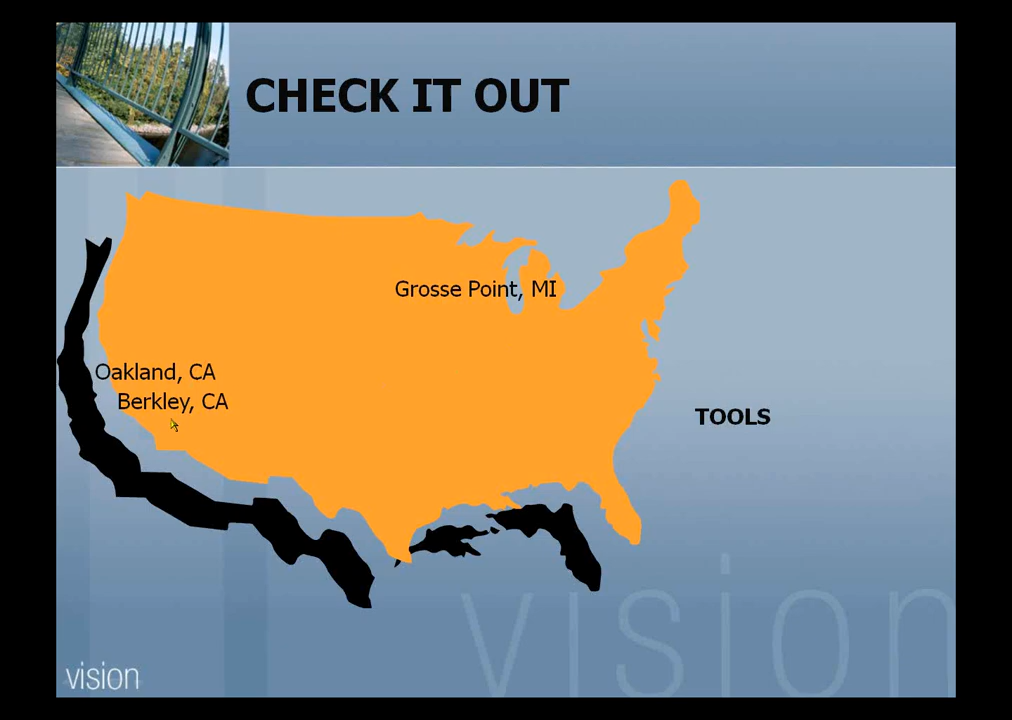 CHECK IT OUT
Grosse Point, MI
Oakland, CA
Berkley, CA
TOOLS
vision
vision